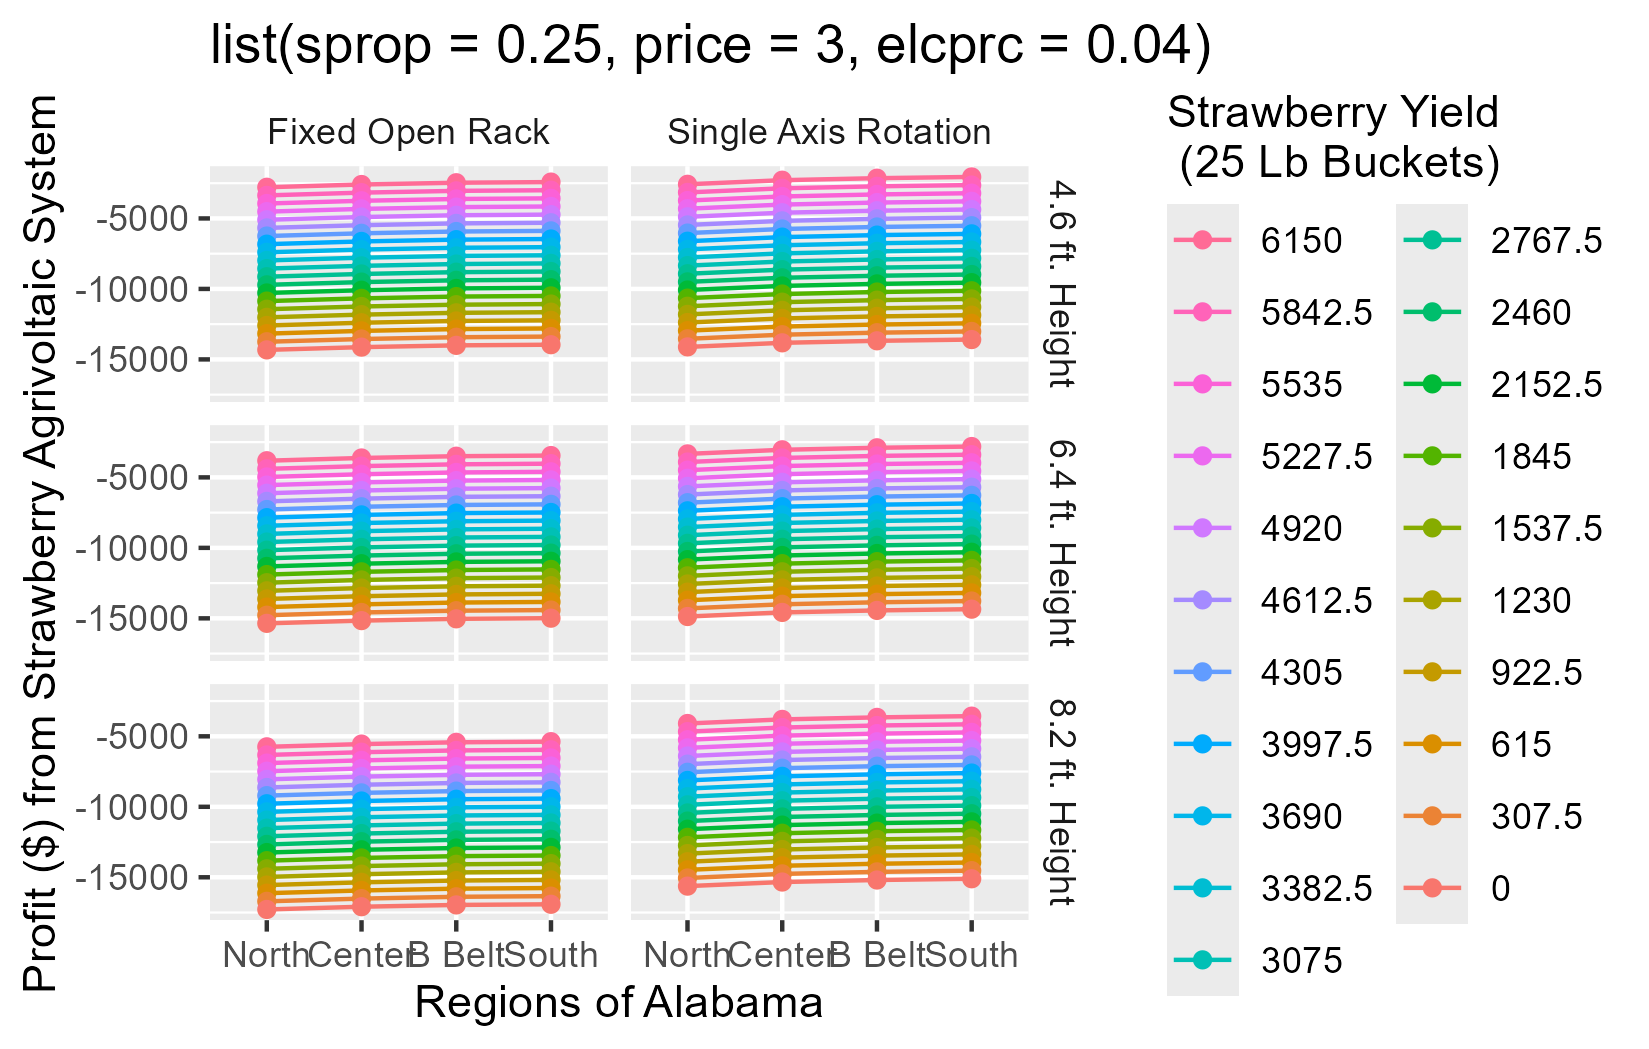 list(sprop = 0.25, price = 3, elcprc = 0.04)
Profit ($) from Strawberry Agrivoltaic System
Fixed Open Rack
Single Axis Rotation
-5000
-10000
-15000
4.6 ft. Height
-5000
-10000
-15000
6.4 ft. Height
-5000
-10000
-15000
8.2 ft. Height
North Center B Belt South
North Center B Belt South
Regions of Alabama
Strawberry Yield
(25 Lb Buckets)
6150
5842.5
5535
5227.5
4920
4612.5
4305
3997.5
3690
3382.5
3075
2767.5
2460
2152.5
1845
1537.5
1230
922.5
615
307.5
0